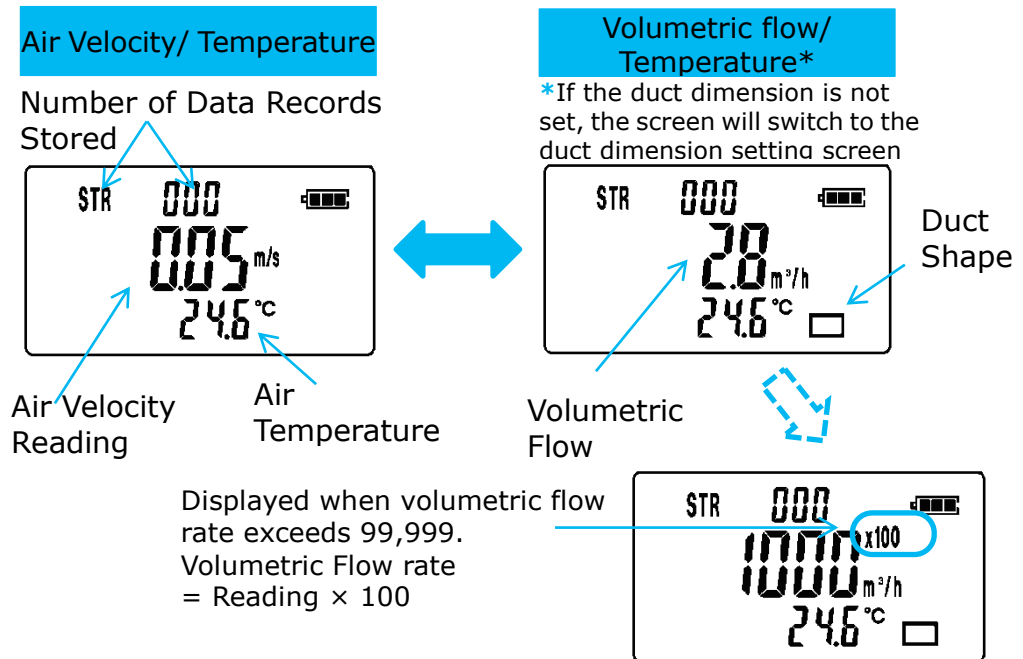 Air Velocity/ Temperature
Volumetric flow/
Temperature*
*If the duct dimension is not
set, the screen will switch to the
duct dimension setting screen
Number of Data Records
Stored
STR 000
0.05 m/s
24.6 °C
STR 000
2.8 m³/h
24.6 °C
Duct
Shape
Air Velocity
Reading
Air
Temperature
Volumetric
Flow
Displayed when volumetric flow
rate exceeds 99,999.
Volumetric Flow rate
= Reading × 100
STR 000
x100
1000 m³/h
24.6 °C